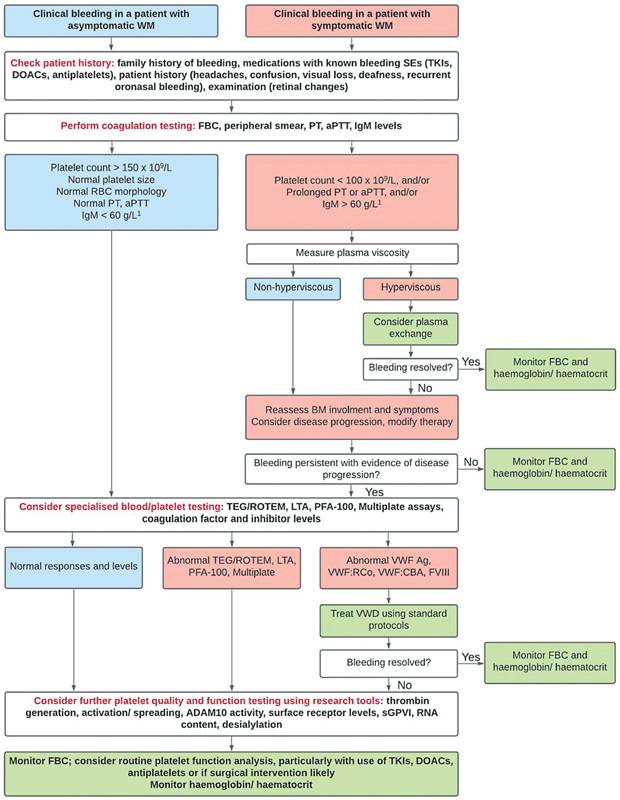 Clinical bleeding in a patient with
asymptomatic WM
Clinical bleeding in a patient with
symptomatic WM
Check patient history: family history of bleeding, medications with known bleeding SEs (TKIs,
DOACs, antiplatelets), patient history (headaches, confusion, visual loss, deafness, recurrent
oronasal bleeding), examination (retinal changes)
Perform coagulation testing: FBC, peripheral smear, PT, aPTT, IgM levels
Platelet count > 150 x 10⁹/L
Normal platelet size
Normal RBC morphology
Normal PT, aPTT
IgM < 60 g/L¹
Platelet count < 100 x 10⁹/L, and/or
Prolonged PT or aPTT, and/or
IgM > 60 g/L¹
Measure plasma viscosity
Non-hyperviscous
Hyperviscous
Consider plasma
exchange
Bleeding resolved?
Yes
Monitor FBC and
haemoglobin/ haematocrit
No
Reassess BM involment and symptoms
Consider disease progression, modify therapy
Bleeding persistent with evidence of disease
progression?
No
Monitor FBC and
haemoglobin/ haematocrit
Yes
Consider specialised blood/platelet testing: TEG/ROTEM, LTA, PFA-100, Multiplate assays,
coagulation factor and inhibitor levels
Normal responses and levels
Abnormal TEG/ROTEM, LTA,
PFA-100, Multiplate
Abnormal VWF Ag,
VWF:RCo, VWF:CBA, FVIII
Treat VWD using standard
protocols
Bleeding resolved?
Yes
Monitor FBC and
haemoglobin/ haematocrit
No
Consider further platelet quality and function testing using research tools: thrombin
generation, activation/ spreading, ADAM10 activity, surface receptor levels, sGPVI, RNA
content, desialylation
Monitor FBC; consider routine platelet function analysis, particularly with use of TKIs, DOACs,
antiplatelets or if surgical intervention likely
Monitor haemoglobin/ haematocrit